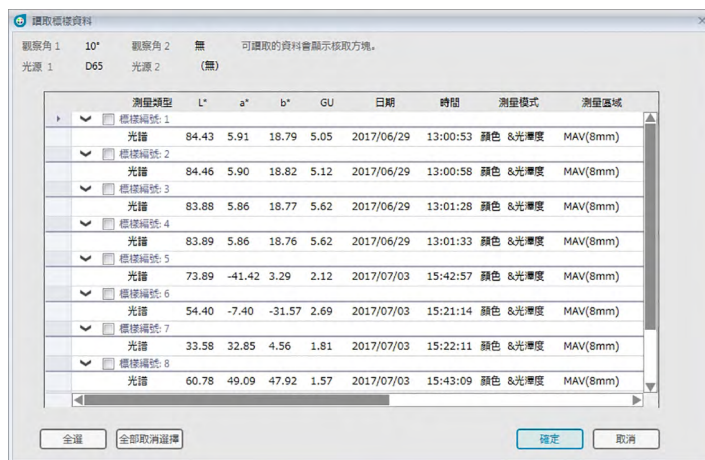 讀取標樣資料
觀察角 1 10° 觀察角 2 無 可讀取的資料會顯示核取方塊。
光源 1 D65 光源 2 (無)
測量類型 L* a* b* GU 日期 時間 測量模式 測量區域
標樣編號: 1
光譜 84.43 5.91 18.79 5.05 2017/06/29 13:00:53 顏色 &光澤度 MAV(8mm)
標樣編號: 2
光譜 84.46 5.90 18.82 5.12 2017/06/29 13:00:58 顏色 &光澤度 MAV(8mm)
標樣編號: 3
光譜 83.88 5.86 18.77 5.62 2017/06/29 13:01:28 顏色 &光澤度 MAV(8mm)
標樣編號: 4
光譜 83.89 5.86 18.76 5.62 2017/06/29 13:01:33 顏色 &光澤度 MAV(8mm)
標樣編號: 5
光譜 73.89 -41.42 3.29 2.12 2017/07/03 15:42:57 顏色 &光澤度 MAV(8mm)
標樣編號: 6
光譜 54.40 -7.40 -31.57 2.69 2017/07/03 15:21:14 顏色 &光澤度 MAV(8mm)
標樣編號: 7
光譜 33.58 32.85 4.56 1.81 2017/07/03 15:22:11 顏色 &光澤度 MAV(8mm)
標樣編號: 8
光譜 60.78 49.09 47.92 1.57 2017/07/03 15:43:09 顏色 &光澤度 MAV(8mm)
全選 全部取消選擇 確定 取消